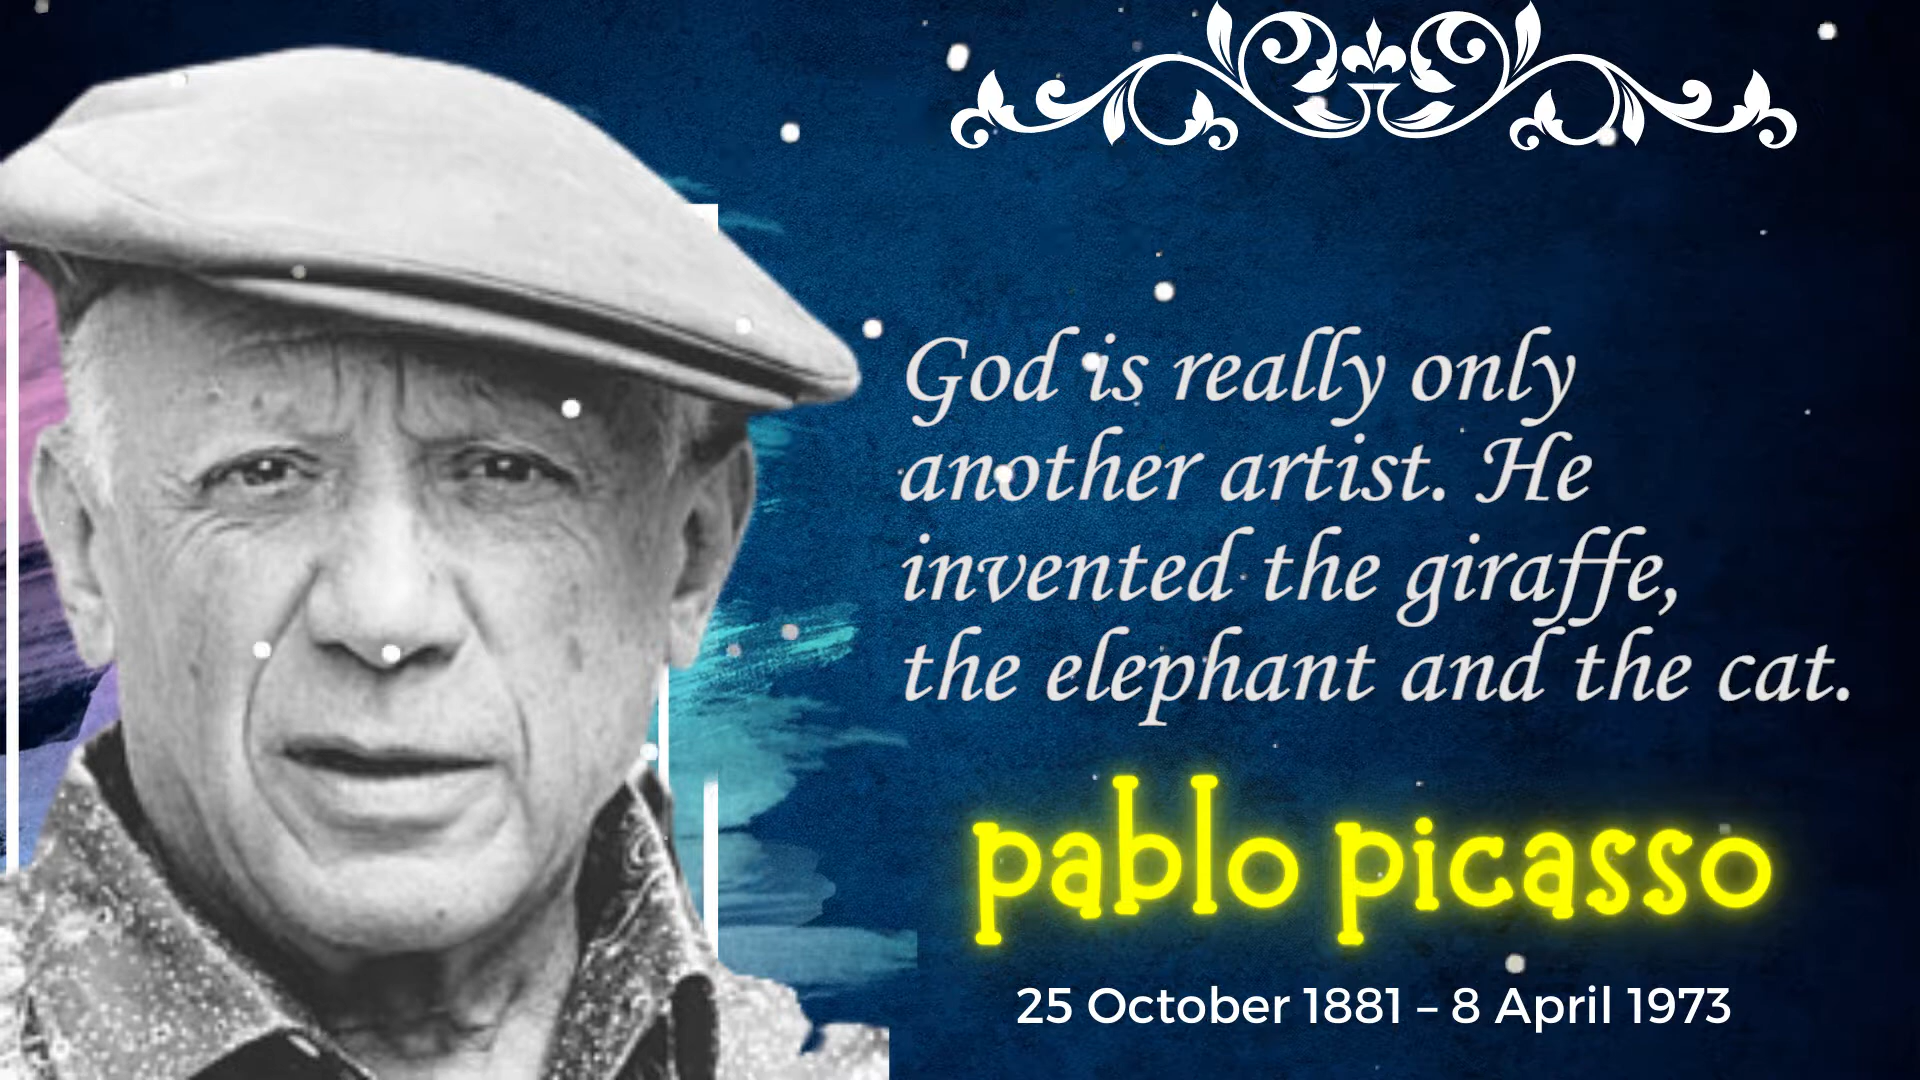 God is really only
another artist. He
invented the giraffe,
the elephant and the cat.
pablo picasso
25 October 1881 – 8 April 1973